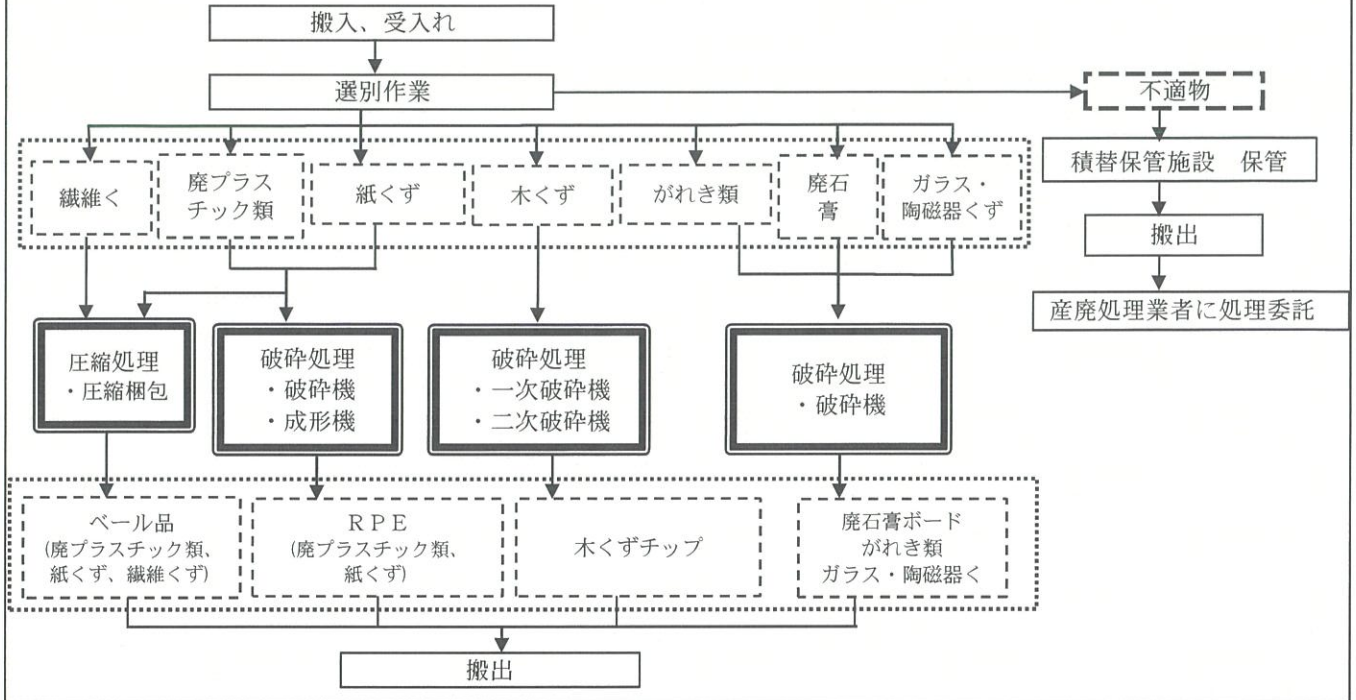 搬入、受入れ
選別作業
不適物
積替保管施設　保管
搬出
産廃処理業者に処理委託
繊維く
廃プラス
チック類
紙くず
木くず
がれき類
廃石
膏
ガラス・
陶磁器くず
圧縮処理
・圧縮梱包
破砕処理
・破砕機
・成形機
破砕処理
・一次破砕機
・二次破砕機
破砕処理
・破砕機
ベール品
(廃プラスチック類、
紙くず、繊維くず)
ＲＰＥ
(廃プラスチック類、
紙くず)
木くずチップ
廃石膏ボード
がれき類
ガラス・陶磁器く
搬出